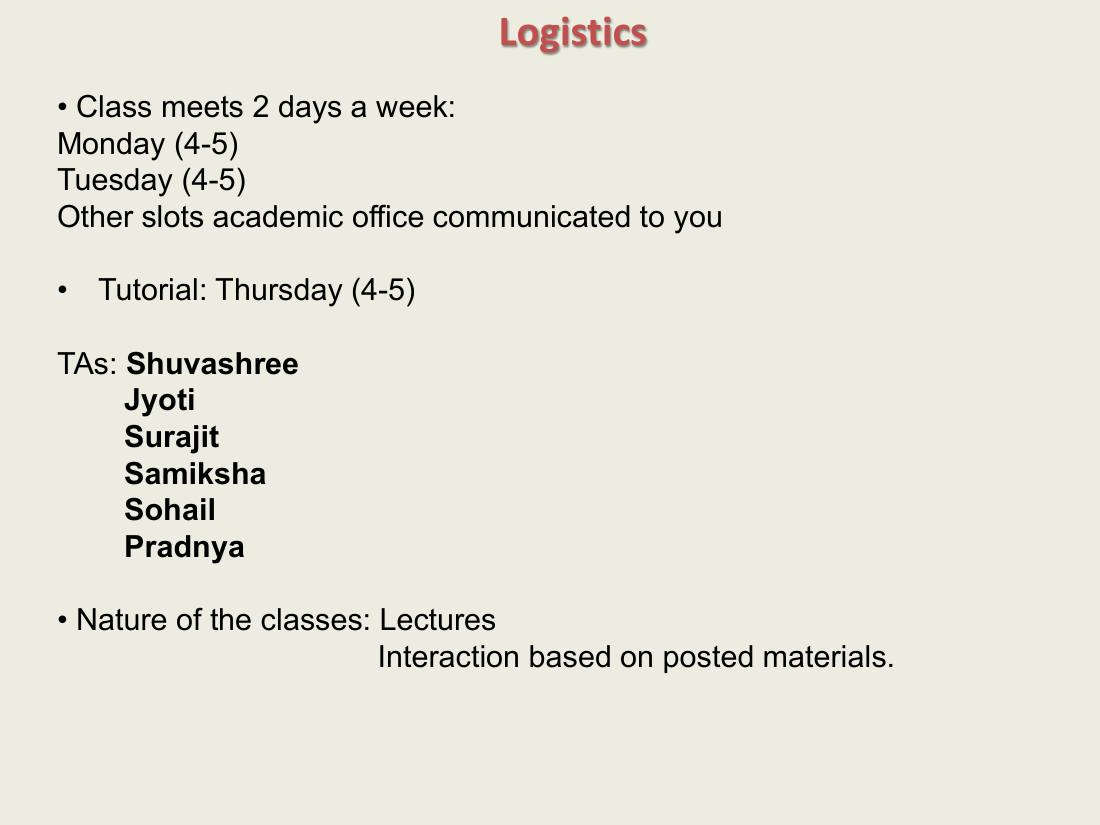 Logistics
• Class meets 2 days a week:
Monday (4-5)
Tuesday (4-5)
Other slots academic office communicated to you
• Tutorial: Thursday (4-5)
TAs: Shuvashree
Jyoti
Surajit
Samiksha
Sohail
Pradnya
• Nature of the classes: Lectures
Interaction based on posted materials.